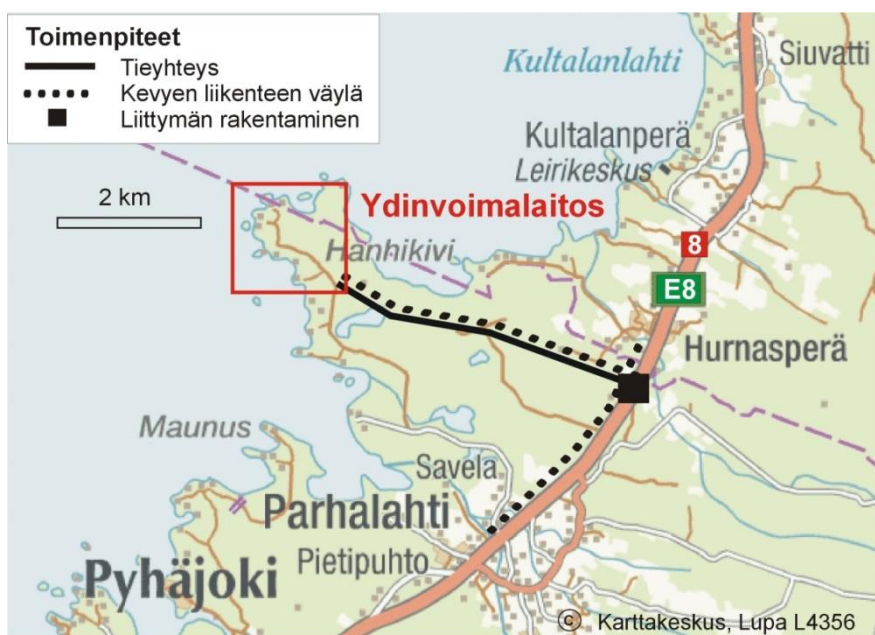 Toimenpiteet
Tieyhteys
Kevyen liikenteen väylä
Liittymän rakentaminen
Kultalanlahti
Siuvatti
Kultalanperä
Leirikeskus
2 km
Ydinvoimalaitos
Hanhikivi
8
E8
Hurnasperä
Maunus
Savela
Parhalahti
Pietipuhto
Pyhäjoki
© Karttakeskus, Lupa L4356